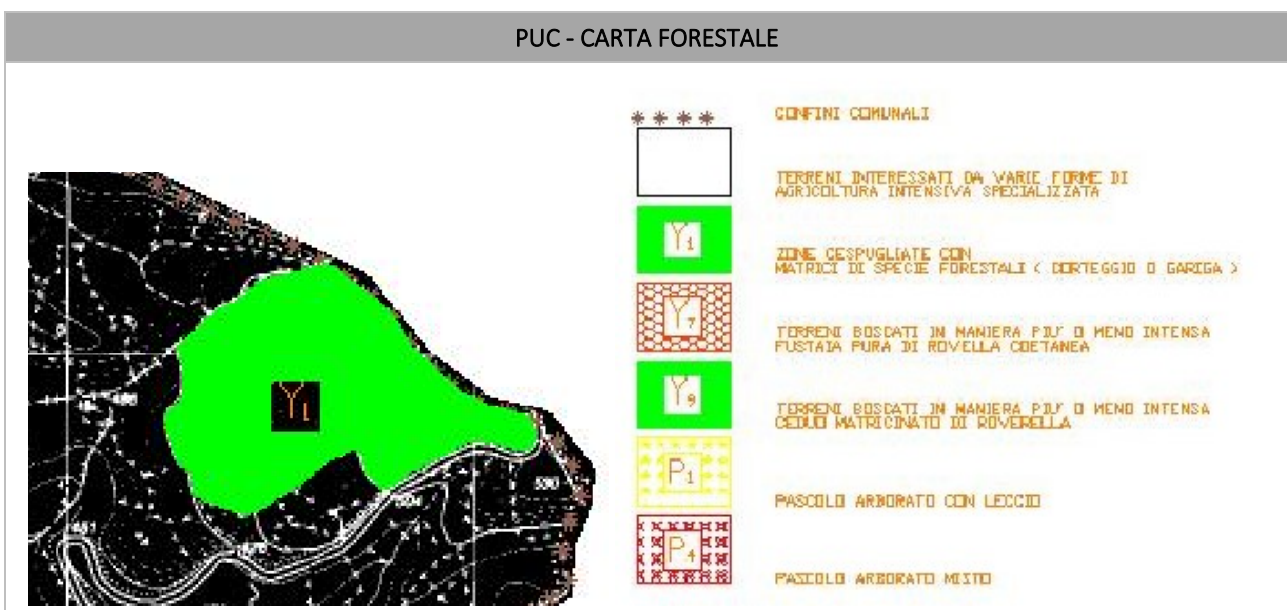 PUC - CARTA FORESTALE
CONFINI COMUNALI
TERRENI INTERESSATI DA VARIE FORME DI
AGRICOLTURA INTENSIVA SPECIALIZZATA
Y1
ZONE CESPUGLIATE CON
MATRICI DI SPECIE FORESTALI ( CORTEGGIO O GARIGA )
Y7
TERRENI BOSCATI IN MANIERA PIU' O MENO INTENSA
FUSTAIA PURA DI ROVELLA COETANEA
Y1
Y9
TERRENI BOSCATI IN MANIERA PIU' O MENO INTENSA
CEDUO MATRICINATO DI ROVERELLA
P1
PASCOLO ARBORATO CON LECCIO
P4
PASCOLO ARBORATO MISTO